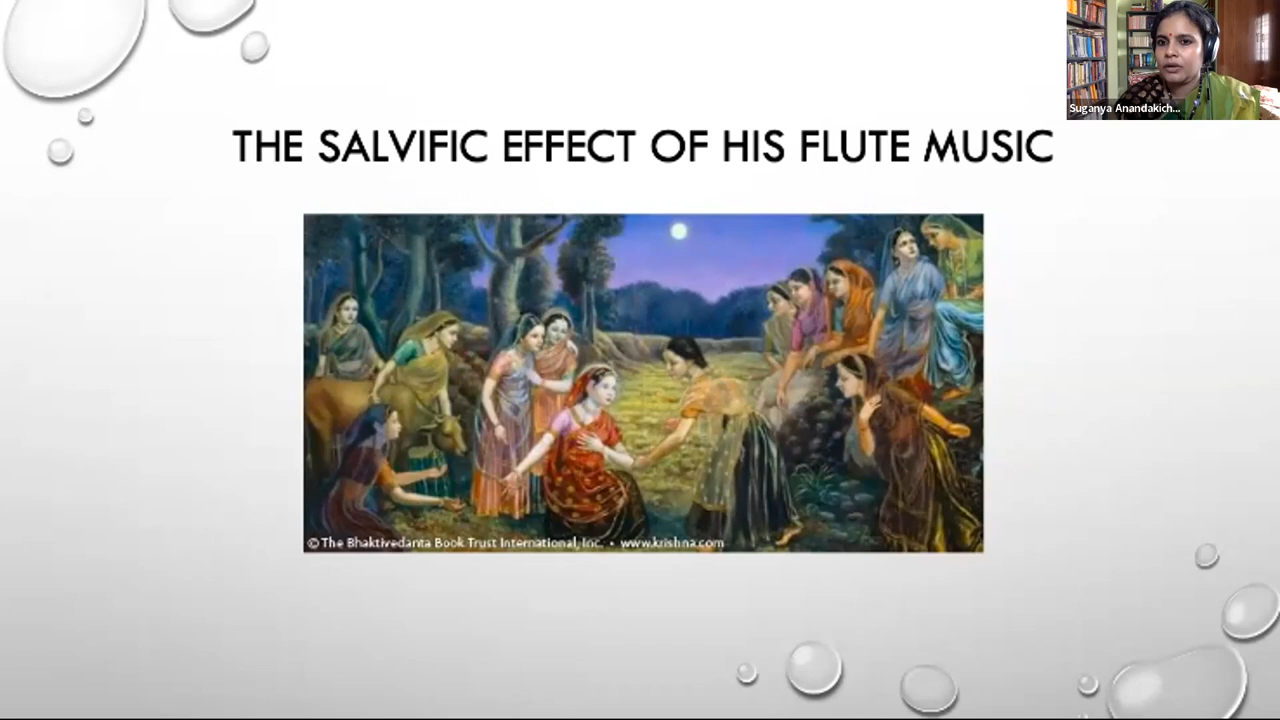 THE SALVIFIC EFFECT OF HIS FLUTE MUSIC
Suganya Anandakich...
©The Bhaktivedanta Book Trust International, Inc. • www.krishna.com